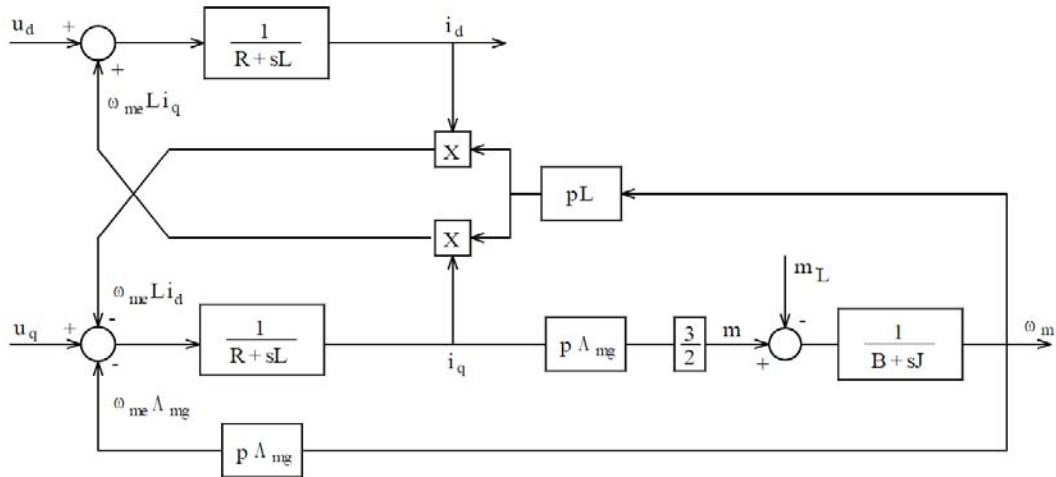 u_d
+
+
1
R + sL
i_d
ω_me L i_q
X
pL
X
ω_me L i_d
m_L
u_q
+
-
-
1
R + sL
i_q
p Λ_mg
3
2
m
-
+
1
B + sJ
ω_m
ω_me Λ_mg
p Λ_mg